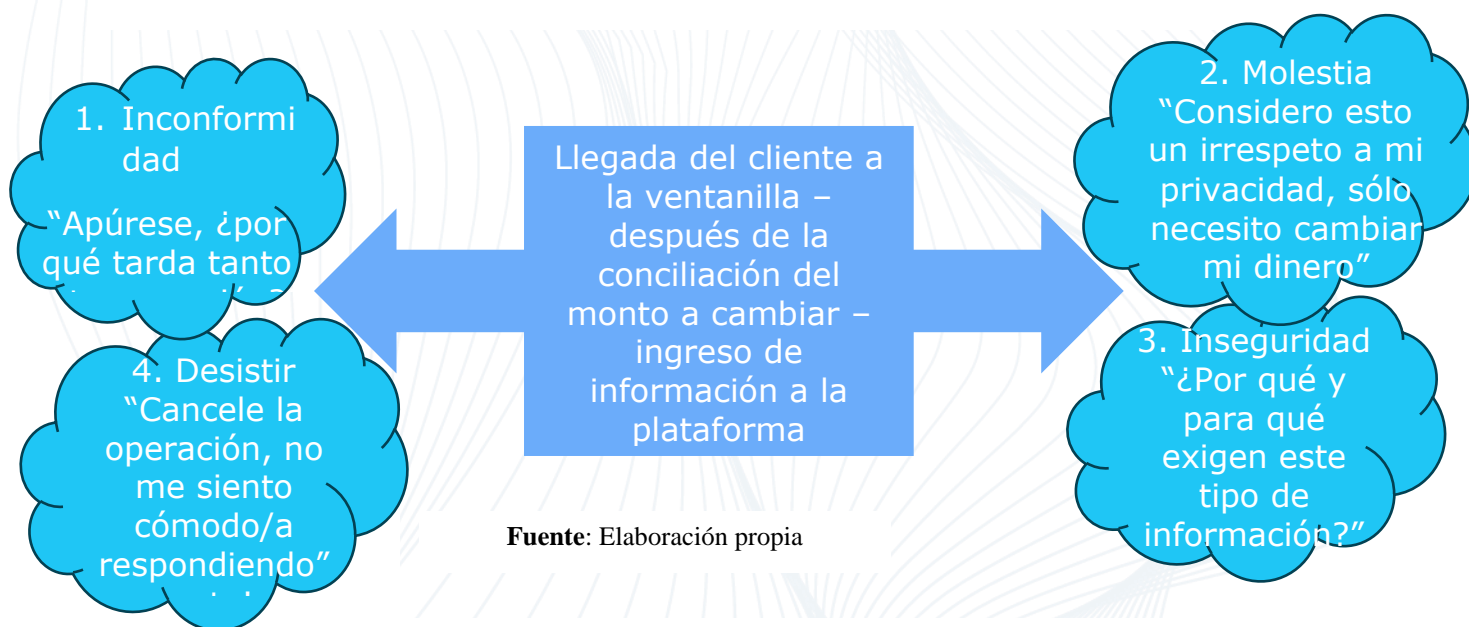 1. Inconformi
dad
“Apúrese, ¿por
qué tarda tanto
4. Desistir
“Cancele la
operación, no
me siento
cómodo/a
respondiendo”
Llegada del cliente a
la ventanilla –
después de la
conciliación del
monto a cambiar –
ingreso de
información a la
plataforma
2. Molestia
“Considero esto
un irrespeto a mi
privacidad, sólo
necesito cambiar
mi dinero”
3. Inseguridad
“¿Por qué y
para qué
exigen este
tipo de
información?”
Fuente: Elaboración propia